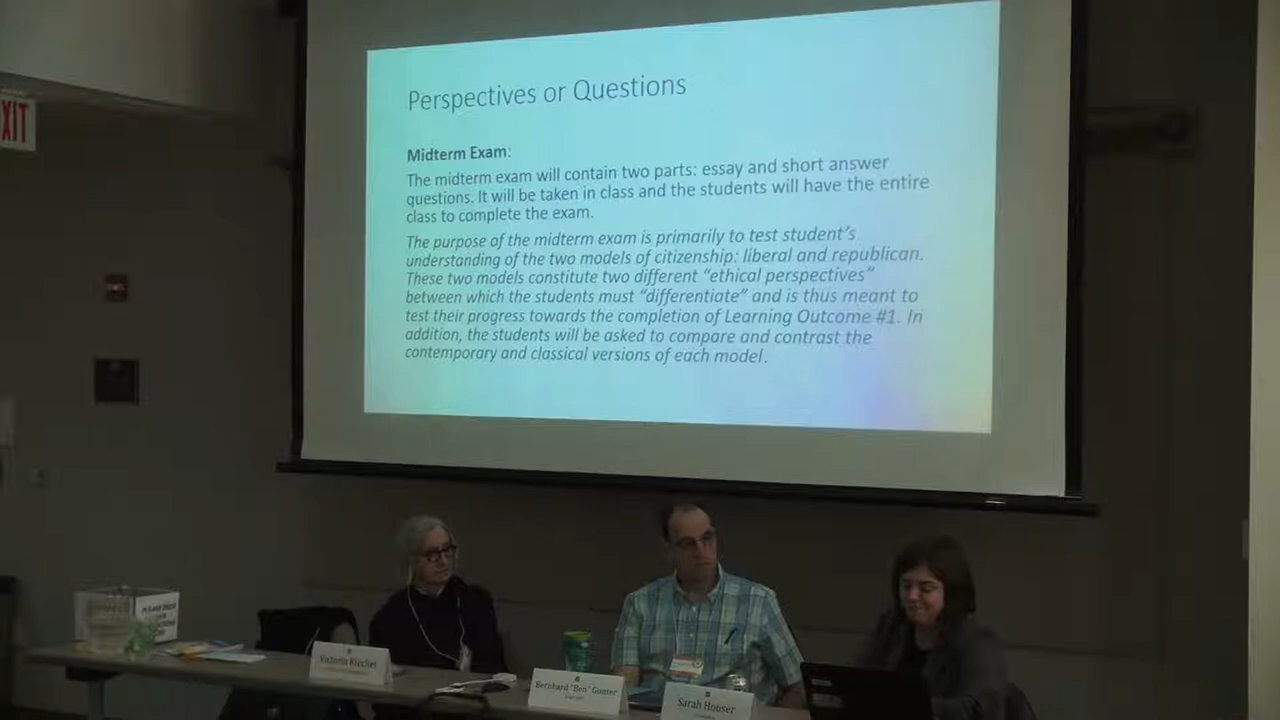 EXIT
Perspectives or Questions
Midterm Exam:
The midterm exam will contain two parts: essay and short answer
questions. It will be taken in class and the students will have the entire
class to complete the exam.
The purpose of the midterm exam is primarily to test student’s
understanding of the two models of citizenship: liberal and republican.
These two models constitute two different “ethical perspectives”
between which the students must “differentiate” and is thus meant to
test their progress towards the completion of Learning Outcome #1. In
addition, the students will be asked to compare and contrast the
contemporary and classical versions of each model.
PLEASE
Victoria
Bernhard "Ben" Gunter
Sarah Houser